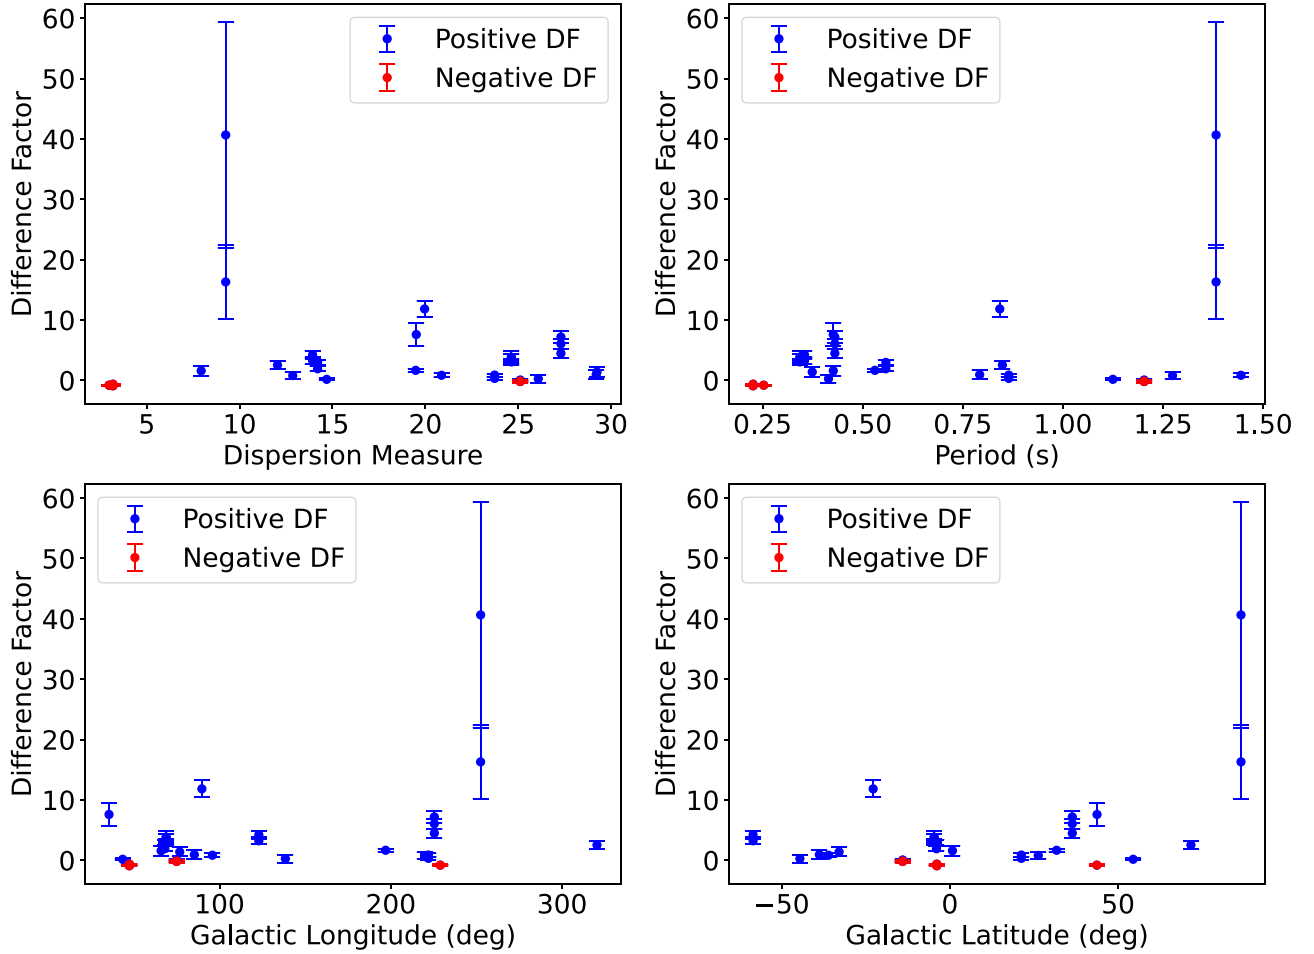 Difference Factor
60
50
40
30
20
10
0
Positive DF
Negative DF
5
10
15
20
25
30
Dispersion Measure
Difference Factor
60
50
40
30
20
10
0
Positive DF
Negative DF
0.25
0.50
0.75
1.00
1.25
1.50
Period (s)
Difference Factor
60
50
40
30
20
10
0
Positive DF
Negative DF
100
200
300
Galactic Longitude (deg)
Difference Factor
60
50
40
30
20
10
0
Positive DF
Negative DF
−50
0
50
Galactic Latitude (deg)